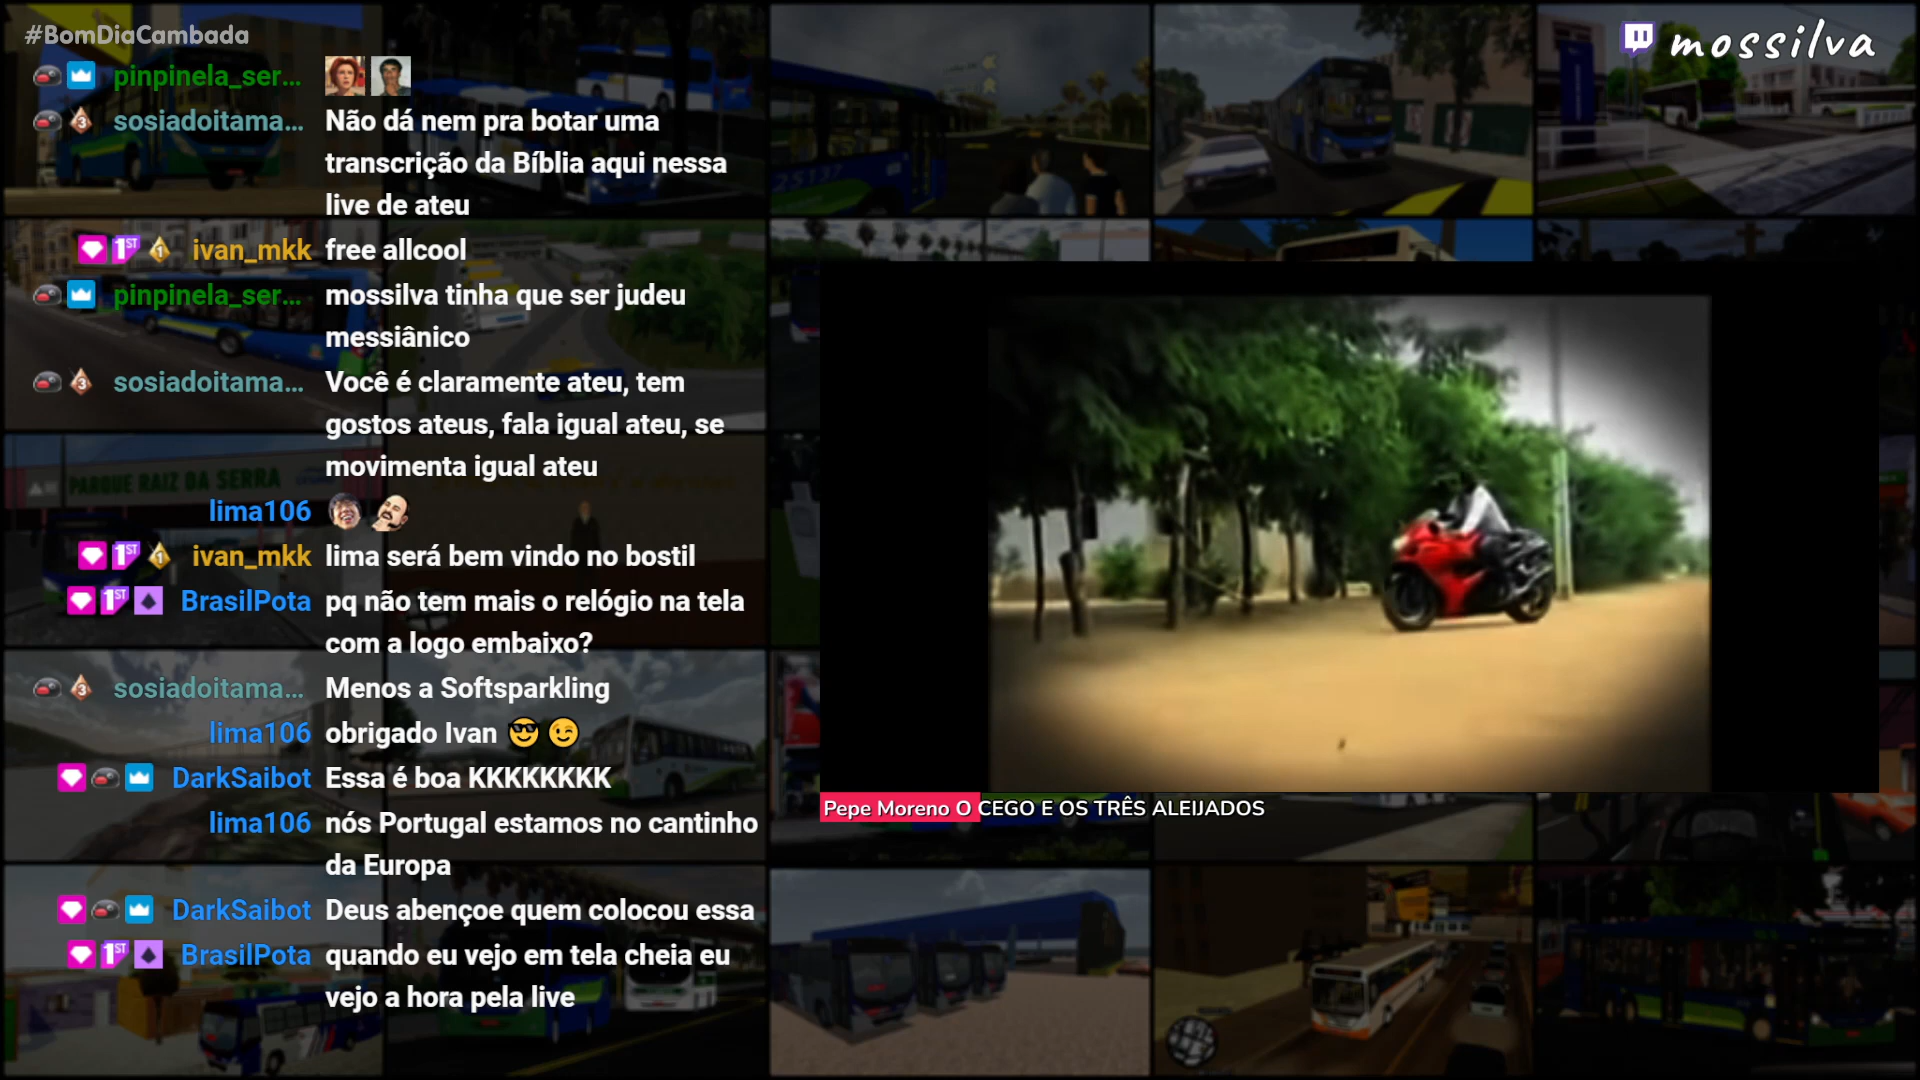 #BomDiaCambada
mossilva
pinpinela_ser...
sosiadoitama... Não dá nem pra botar uma
transcrição da Bíblia aqui nessa
live de ateu
ivan_mkk free allcool
pinpinela_ser... mossilva tinha que ser judeu
messiânico
sosiadoitama... Você é claramente ateu, tem
gostos ateus, fala igual ateu, se
movimenta igual ateu
PARQUE RAIZ DA SERRA
lima106
ivan_mkk lima será bem vindo no bostil
BrasilPota pq não tem mais o relógio na tela
com a logo embaixo?
sosiadoitama... Menos a Softsparkling
lima106 obrigado Ivan
DarkSaibot Essa é boa KKKKKKKK
lima106 nós Portugal estamos no cantinho
da Europa
DarkSaibot Deus abençoe quem colocou essa
BrasilPota quando eu vejo em tela cheia eu
vejo a hora pela live
Pepe Moreno O CEGO E OS TRÊS ALEIJADOS